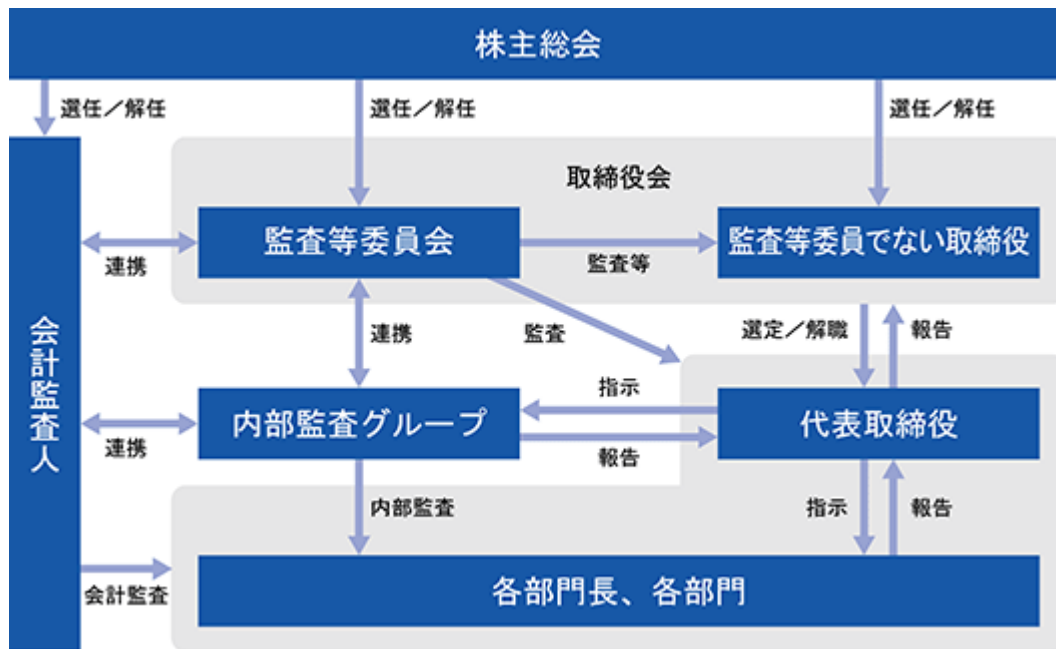 株主総会
選任／解任
選任／解任
選任／解任
取締役会
監査等委員会
監査等委員でない取締役
連携
監査等
会計監査人
連携
監査
選定／解職
報告
指示
内部監査グループ
代表取締役
連携
報告
内部監査
指示
報告
会計監査
各部門長、各部門